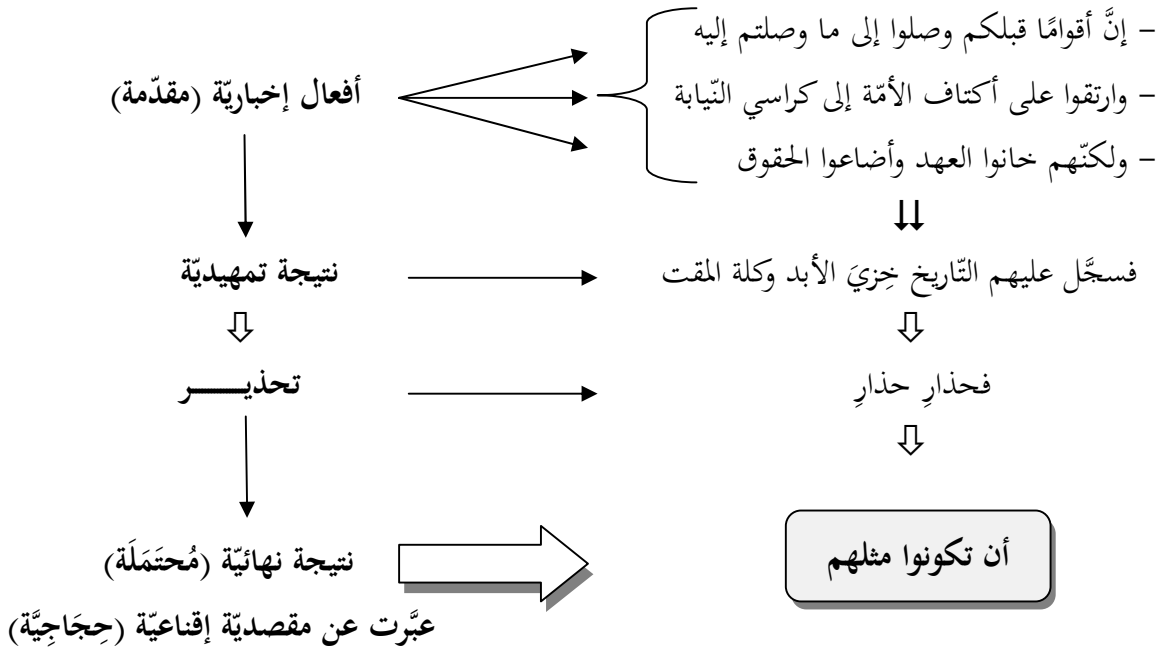 – إنَّ أقوامًا قبلكم وصلوا إلى ما وصلتم إليه
أفعال إخباريّة (مقدّمة)
– وارتقوا على أكتاف الأمّة إلى كراسي النّيابة
– ولكنّهم خانوا العهد وأضاعوا الحقوق
فسجَّل عليهم التّاريخ خِزيَ الأبد وكلة المقت
نتيجة تمهيديّة
فحذارِ حذارِ
تحذيـــــــر
أن تكونوا مثلهم
نتيجة نهائيّة (مُحتَمَلَة)
عبَّرت عن مقصديّة إقناعيّة (حِجَاجِيَّة)